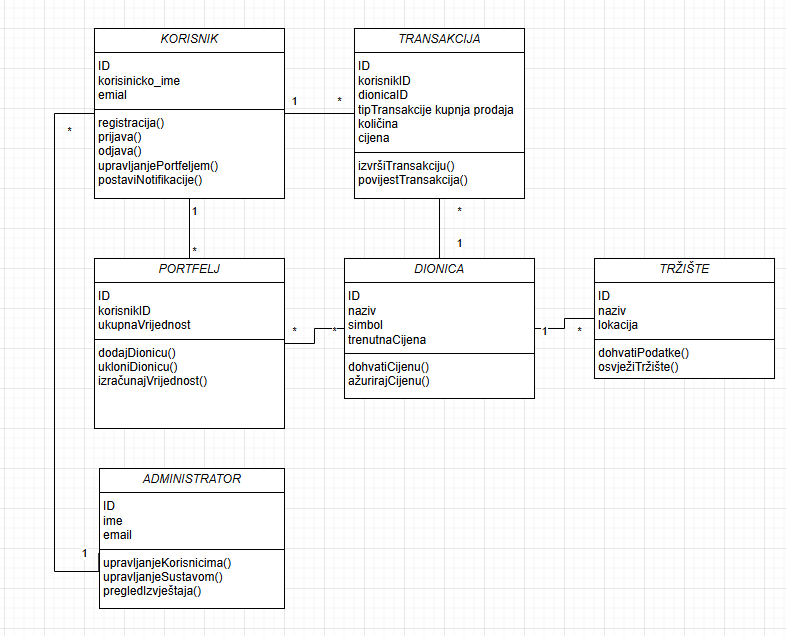 KORISNIK
ID
korisinicko_ime
emial
registracija()
prijava()
odjava()
upravljanjePortfeljem()
postaviNotifikacije()
1
*
TRANSAKCIJA
ID
korisnikID
dionicaID
tipTransakcije kupnja prodaja
količina
cijena
izvršiTransakciju()
povijestTransakcija()
*
1
*
*
1
PORTFELJ
ID
korisnikID
ukupnaVrijednost
dodajDionicu()
ukloniDionicu()
izračunajVrijednost()
*
*
DIONICA
ID
naziv
simbol
trenutnaCijena
dohvatiCijenu()
ažurirajCijenu()
1
*
TRŽIŠTE
ID
naziv
lokacija
dohvatiPodatke()
osvježiTržište()
ADMINISTRATOR
ID
ime
email
upravljanjeKorisnicima()
upravljanjeSustavom()
pregledIzvještaja()
1